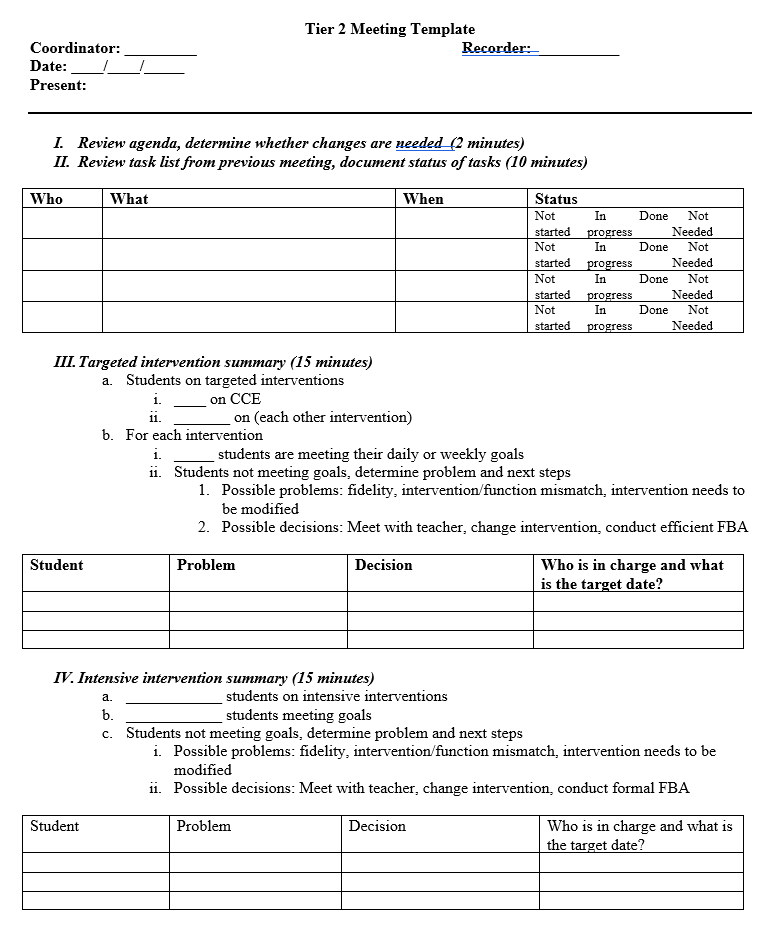 Tier 2 Meeting Template
Coordinator: __________ Recorder: __________
Date: ____/____/_____
Present:
I. Review agenda, determine whether changes are needed (2 minutes)
II. Review task list from previous meeting, document status of tasks (10 minutes)
Who What When Status
Not started In progress Done Not Needed
Not started In progress Done Not Needed
Not started In progress Done Not Needed
Not started In progress Done Not Needed
III. Targeted intervention summary (15 minutes)
a. Students on targeted interventions
i. ____ on CCE
ii. _______ on (each other intervention)
b. For each intervention
i. _____ students are meeting their daily or weekly goals
ii. Students not meeting goals, determine problem and next steps
1. Possible problems: fidelity, intervention/function mismatch, intervention needs to
be modified
2. Possible decisions: Meet with teacher, change intervention, conduct efficient FBA
Student Problem Decision Who is in charge and what
is the target date?
IV. Intensive intervention summary (15 minutes)
a. ____________ students on intensive interventions
b. ____________ students meeting goals
c. Students not meeting goals, determine problem and next steps
i. Possible problems: fidelity, intervention/function mismatch, intervention needs to be
modified
ii. Possible decisions: Meet with teacher, change intervention, conduct formal FBA
Student Problem Decision Who is in charge and what is
the target date?